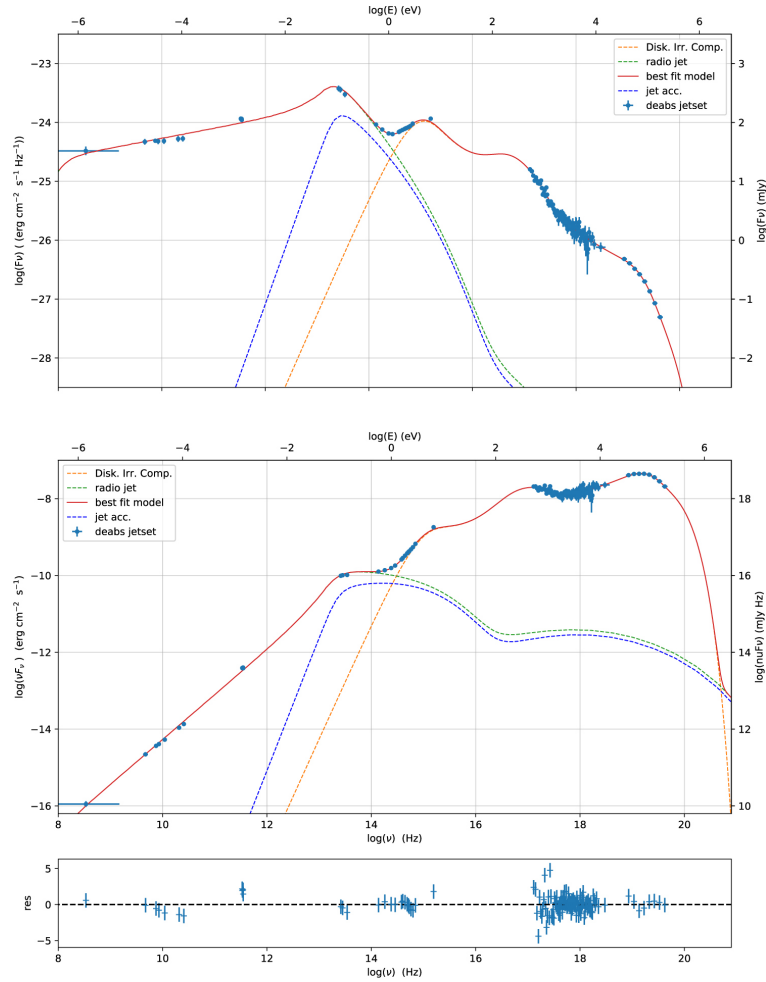 log(E) (eV)
−6 −4 −2 0 2 4 6
−23 −24 −25 −26 −27 −28
log(Fν) ( (erg cm⁻² s⁻¹ Hz⁻¹))
3 2 1 0 −1 −2
log(Fν) (mJy)
Disk. Irr. Comp.
radio jet
best fit model
jet acc.
deabs jetset
log(E) (eV)
−6 −4 −2 0 2 4 6
−8 −10 −12 −14 −16
log(νFν ) (erg cm⁻² s⁻¹)
18 16 14 12 10
log(nuFν) (mJy Hz)
Disk. Irr. Comp.
radio jet
best fit model
jet acc.
deabs jetset
8 10 12 14 16 18 20
log(ν) (Hz)
5 0 −5
res
8 10 12 14 16 18 20
log(ν) (Hz)